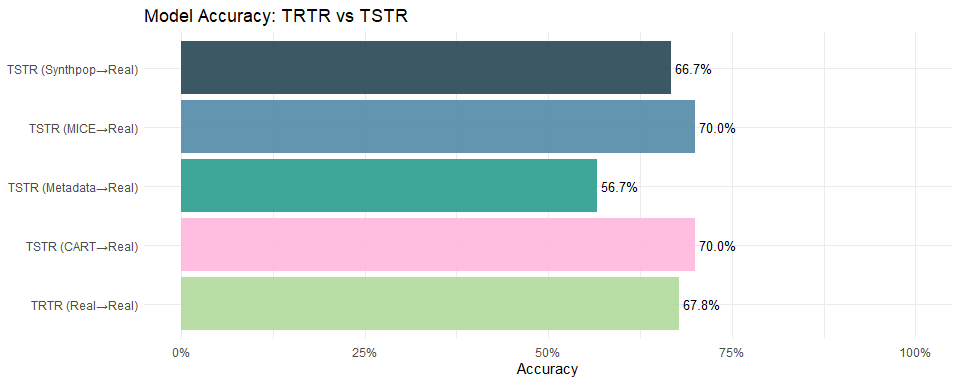 Model Accuracy: TRTR vs TSTR
TSTR (Synthpop→Real)
66.7%
TSTR (MICE→Real)
70.0%
TSTR (Metadata→Real)
56.7%
TSTR (CART→Real)
70.0%
TRTR (Real→Real)
67.8%
0% 25% 50% 75% 100%
Accuracy